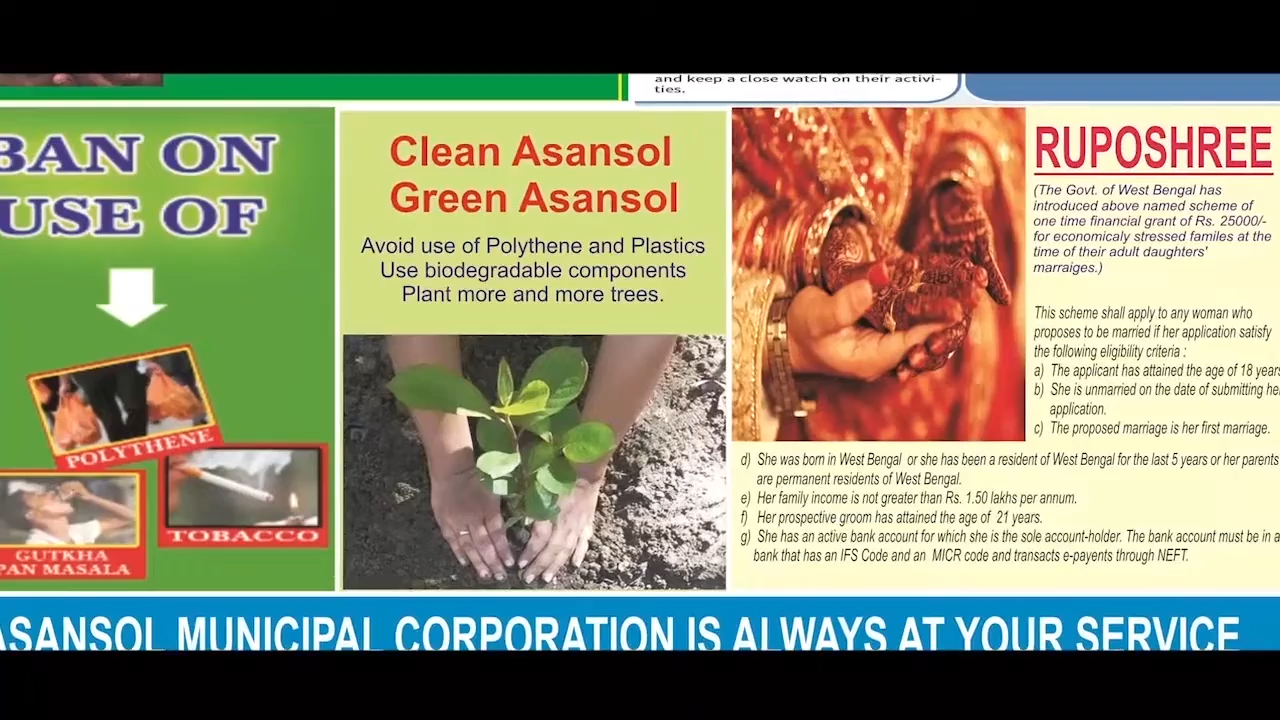 and keep a close watch on their activi-
ties.
BAN ON
USE OF
POLYTHENE
GUTKHA
PAN MASALA
TOBACCO
Clean Asansol
Green Asansol
Avoid use of Polythene and Plastics
Use biodegradable components
Plant more and more trees.
RUPOSHREE
(The Govt. of West Bengal has
introduced above named scheme of
one time financial grant of Rs. 25000/-
for economicaly stressed familes at the
time of their adult daughters'
marraiges.)
This scheme shall apply to any woman who
proposes to be married if her application satisfy
the following eligibility criteria :
a) The applicant has attained the age of 18 years
b) She is unmarried on the date of submitting her
application.
c) The proposed marriage is her first marriage.
d) She was born in West Bengal or she has been a resident of West Bengal for the last 5 years or her parents
are permanent residents of West Bengal.
e) Her family income is not greater than Rs. 1.50 lakhs per annum.
f) Her prospective groom has attained the age of 21 years.
g) She has an active bank account for which she is the sole account-holder. The bank account must be in a
bank that has an IFS Code and an MICR code and transacts e-payents through NEFT.
ASANSOL MUNICIPAL CORPORATION IS ALWAYS AT YOUR SERVICE